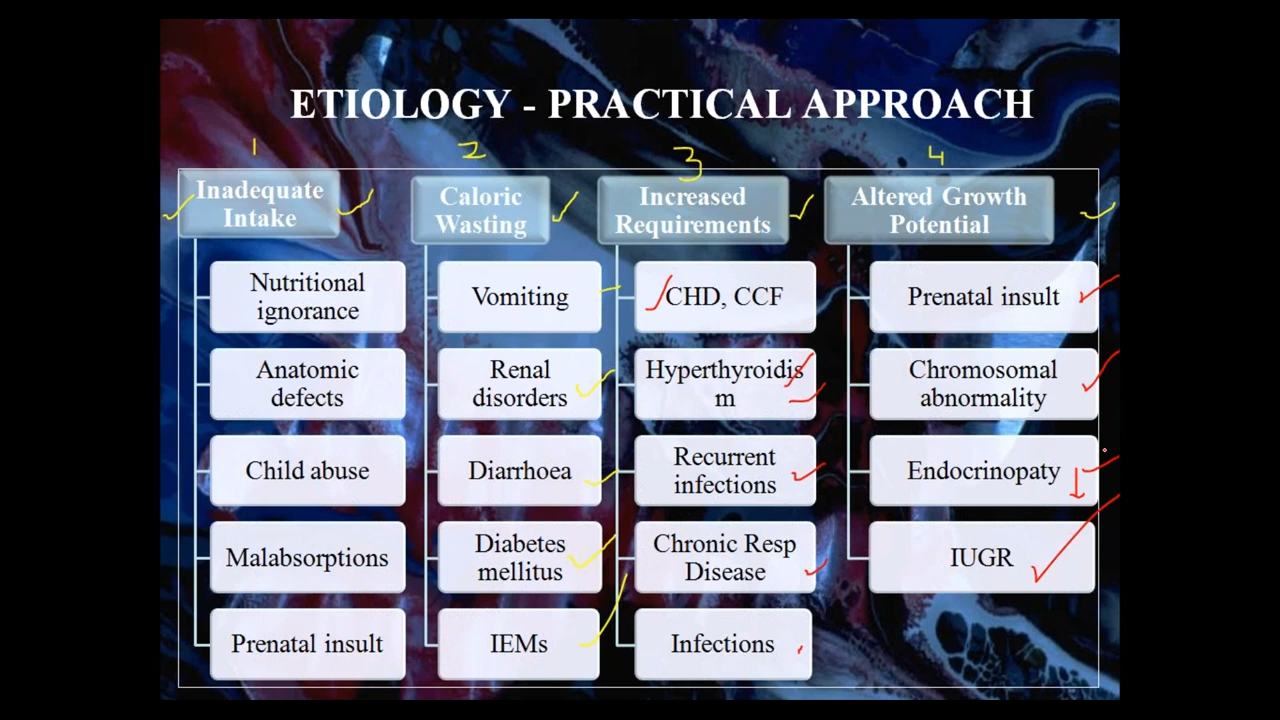 ETIOLOGY - PRACTICAL APPROACH
1
2
3
4
Inadequate
Intake
Nutritional
ignorance
Anatomic
defects
Child abuse
Malabsorptions
Prenatal insult
Caloric
Wasting
Vomiting
Renal
disorders
Diarrhoea
Diabetes
mellitus
IEMs
Increased
Requirements
CHD, CCF
Hyperthyroidis
m
Recurrent
infections
Chronic Resp
Disease
Infections
Altered Growth
Potential
Prenatal insult
Chromosomal
abnormality
Endocrinopaty
IUGR